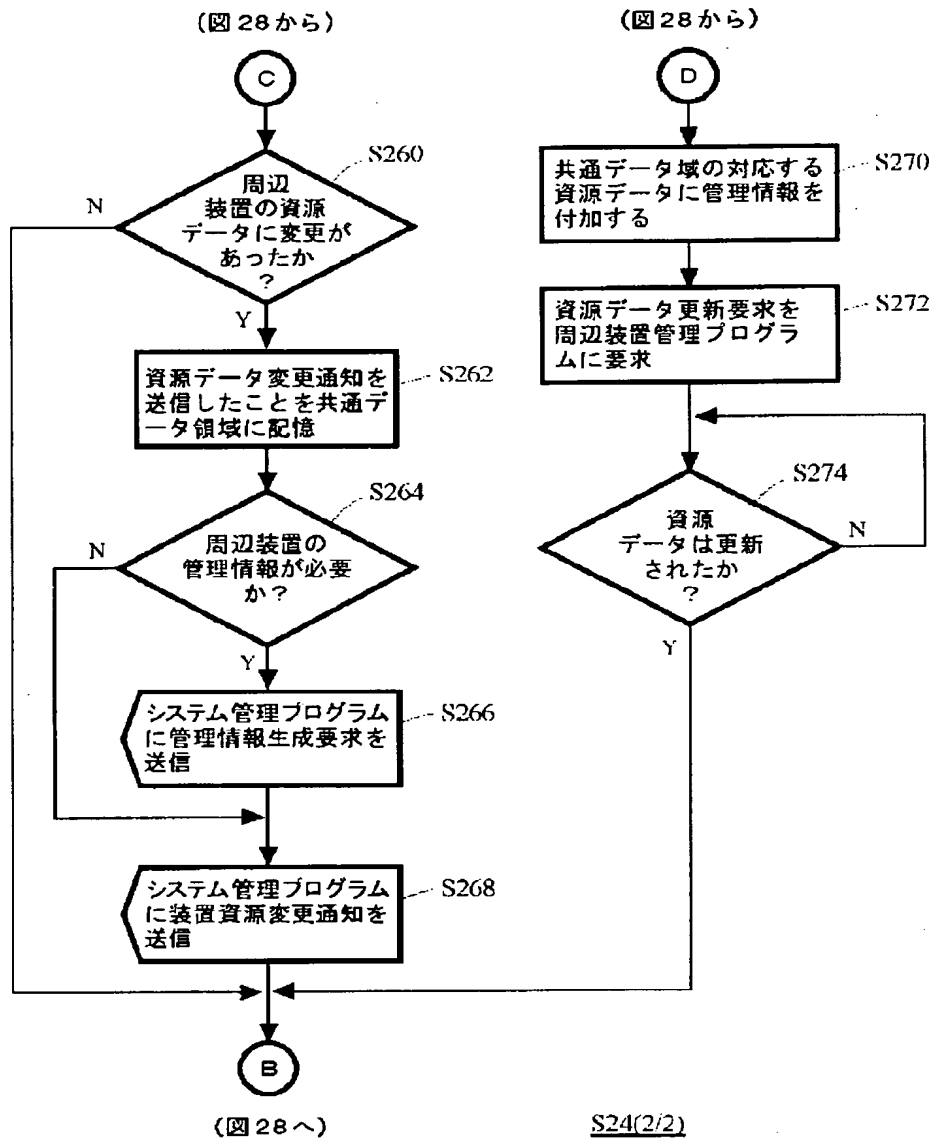 (図28から)
C
S260
周辺
装置の資源
データに変更が
あったか
?
N
Y
資源データ変更通知を
送信したことを共通デ
ータ領域に記憶
S262
S264
周辺装置の
管理情報が必要
か?
N
Y
システム管理プログラム
に管理情報生成要求を
送信
S266
システム管理プログラム
に装置資源変更通知を
送信
S268
B
(図28へ)
(図28から)
D
共通データ域の対応する
資源データに管理情報を
付加する
S270
資源データ更新要求を
周辺装置管理プログラ
ムに要求
S272
S274
資源
データは更新
されたか
?
N
Y
S24(2/2)